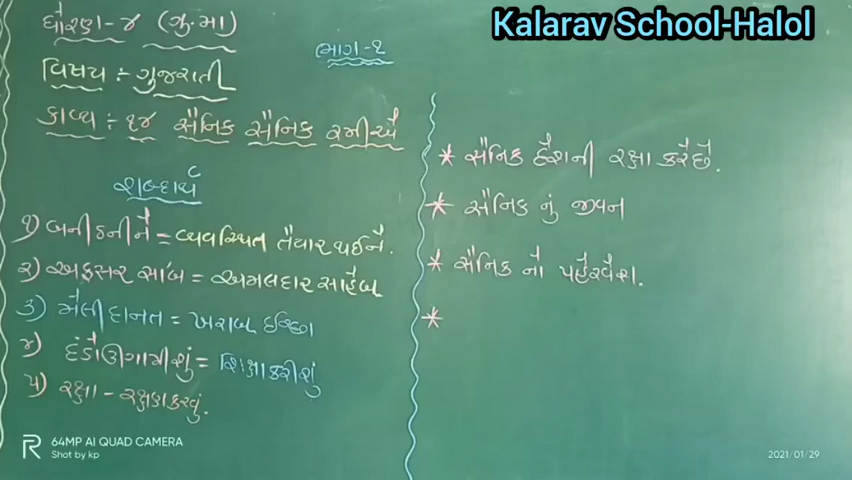 Kalarav School-Halol
ધોરણ-૪ (ગુ.મા)
ભાગ-૨
વિષય :- ગુજરાતી
કાવ્ય :- ૧૪ સૈનિક સૈનિક રમીએ
શબ્દાર્થ
૧) બનીઠનીને = વ્યવસ્થિત તૈયાર થઈને.
૨) અફસર સા'બ = અમલદાર સાહેબ
૩) મેલી દાનત = ખરાબ ઈચ્છા
૪) દંડો ઉગામીશું = શિક્ષા કરીશું
૫) રક્ષા - રક્ષણ કરવું.
* સૈનિક દેશની રક્ષા કરે છે.
* સૈનિક નું જીવન
* સૈનિક નો પહેરવેશ.
*
64MP AI QUAD CAMERA
Shot by kp
2021/01/29